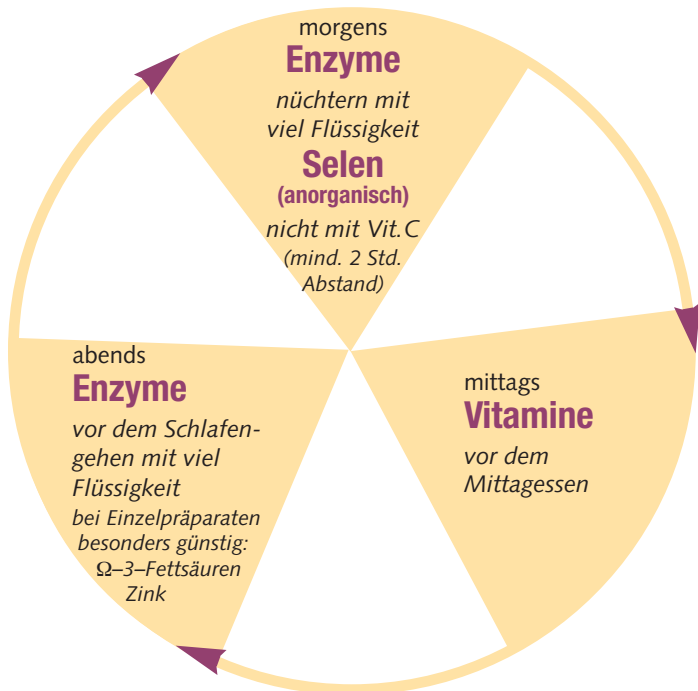 morgens
Enzyme
nüchtern mit
viel Flüssigkeit
Selen
(anorganisch)
nicht mit Vit.C
(mind. 2 Std.
Abstand)
mittags
Vitamine
vor dem
Mittagessen
abends
Enzyme
vor dem Schlafen-
gehen mit viel
Flüssigkeit
bei Einzelpräparaten
besonders günstig:
Ω–3–Fettsäuren
Zink